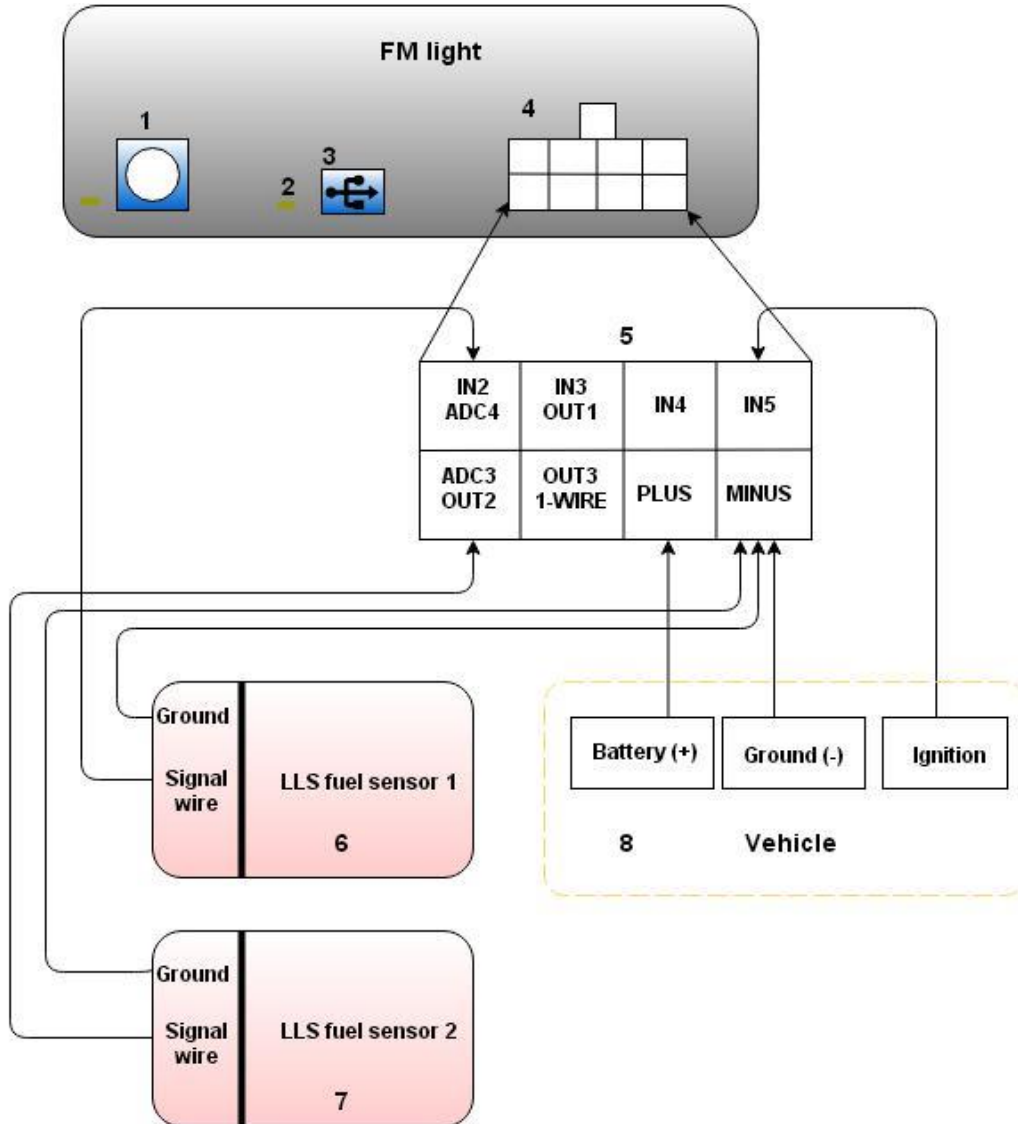 FM light
1
2
3
4
5
IN2
ADC4
IN3
OUT1
IN4
IN5
ADC3
OUT2
OUT3
1-WIRE
PLUS
MINUS
Ground
Signal
wire
LLS fuel sensor 1
6
Battery (+)
Ground (-)
Ignition
8
Vehicle
Ground
Signal
wire
LLS fuel sensor 2
7